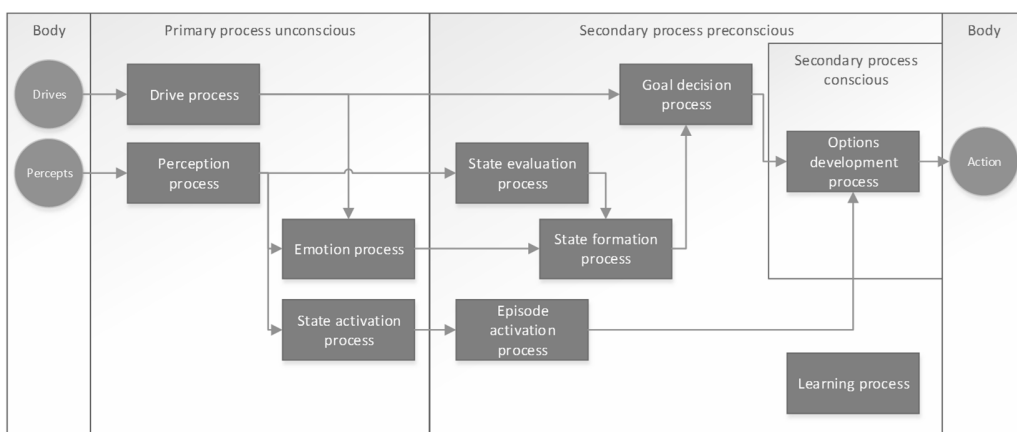 Body
Primary process unconscious
Secondary process preconscious
Body
Secondary process
conscious
Drives
Drive process
Goal decision
process
Percepts
Perception
process
State evaluation
process
Options
development
process
Action
Emotion process
State formation
process
State activation
process
Episode
activation
process
Learning process